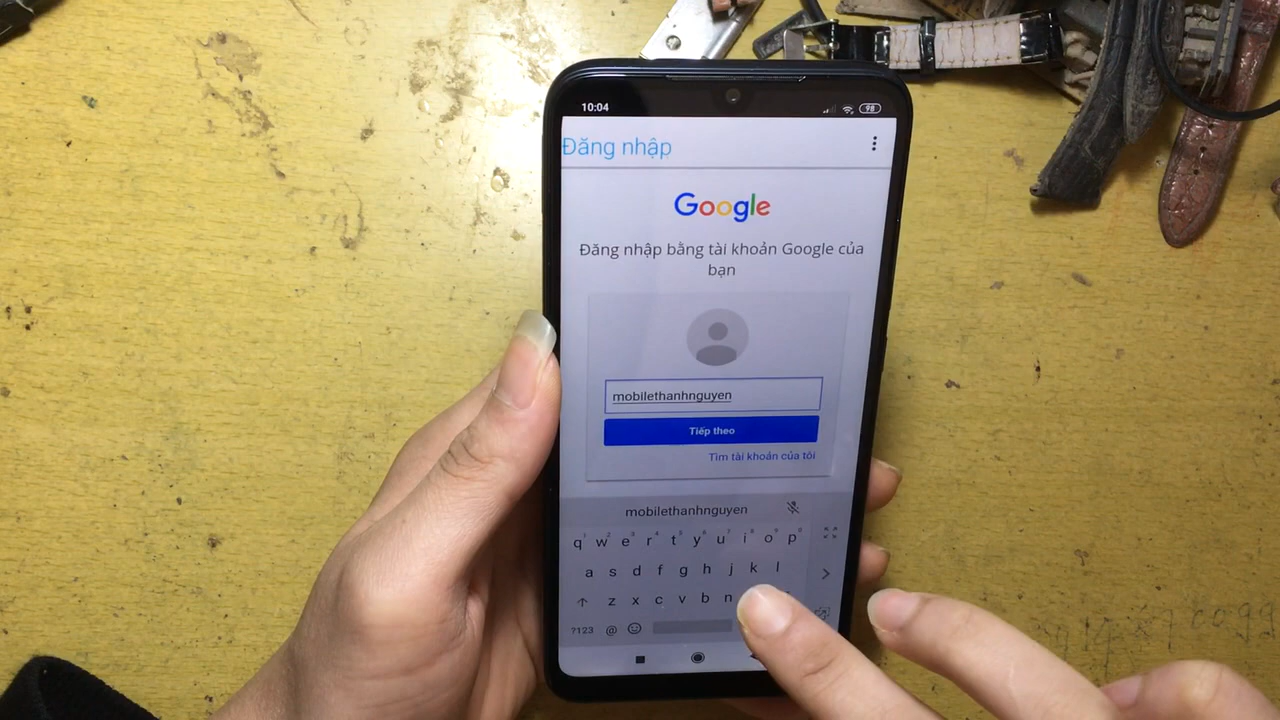 10:04
98
Đăng nhập
Google
Đăng nhập bằng tài khoản Google của
bạn
mobilethanhnguyen
Tiếp theo
Tìm tài khoản của tôi
mobilethanhnguyen
q w e r t y u i o p
a s d f g h j k l
z x c v b n
?123 @